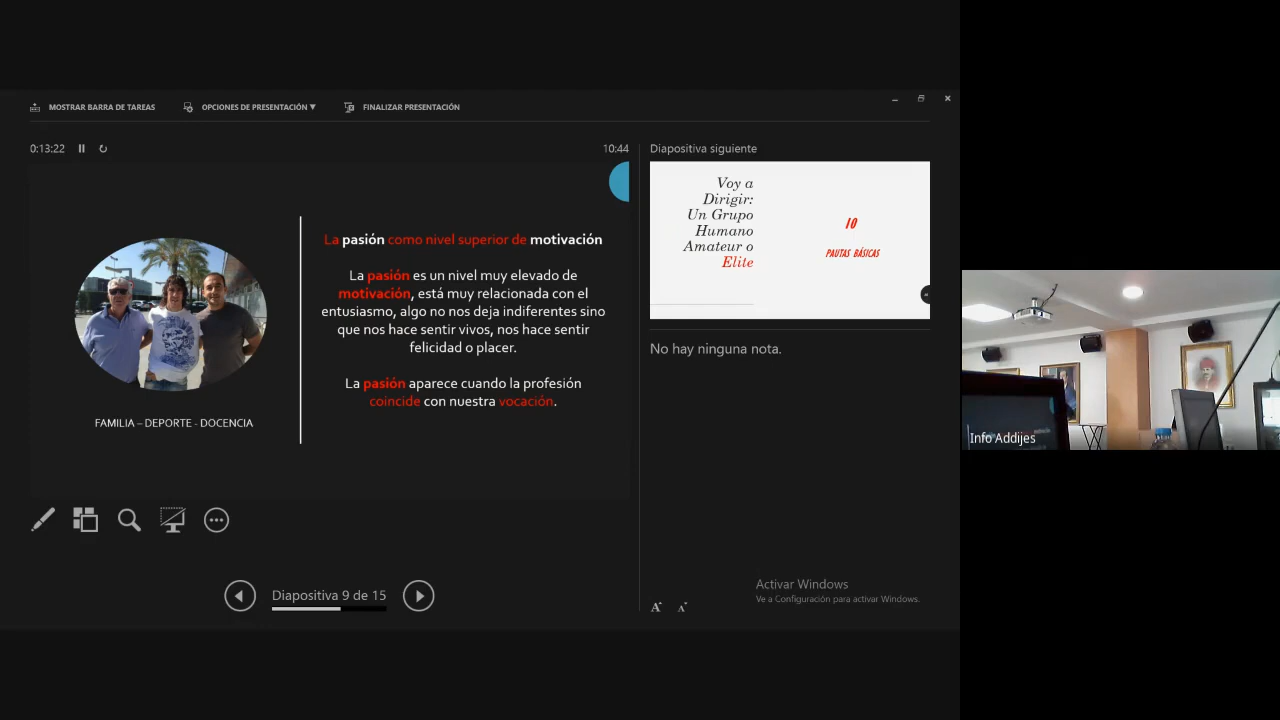 MOSTRAR BARRA DE TAREAS
OPCIONES DE PRESENTACIÓN ▼
FINALIZAR PRESENTACIÓN
0:13:22
10:44
FAMILIA – DEPORTE - DOCENCIA
La pasión como nivel superior de motivación
La pasión es un nivel muy elevado de
motivación, está muy relacionada con el
entusiasmo, algo no nos deja indiferentes sino
que nos hace sentir vivos, nos hace sentir
felicidad o placer.
La pasión aparece cuando la profesión
coincide con nuestra vocación.
Diapositiva 9 de 15
Diapositiva siguiente
Voy a
Dirigir:
Un Grupo
Humano
Amateur o
Elite
10
PAUTAS BÁSICAS
No hay ninguna nota.
Activar Windows
Ve a Configuración para activar Windows.
A A
Info Addijes